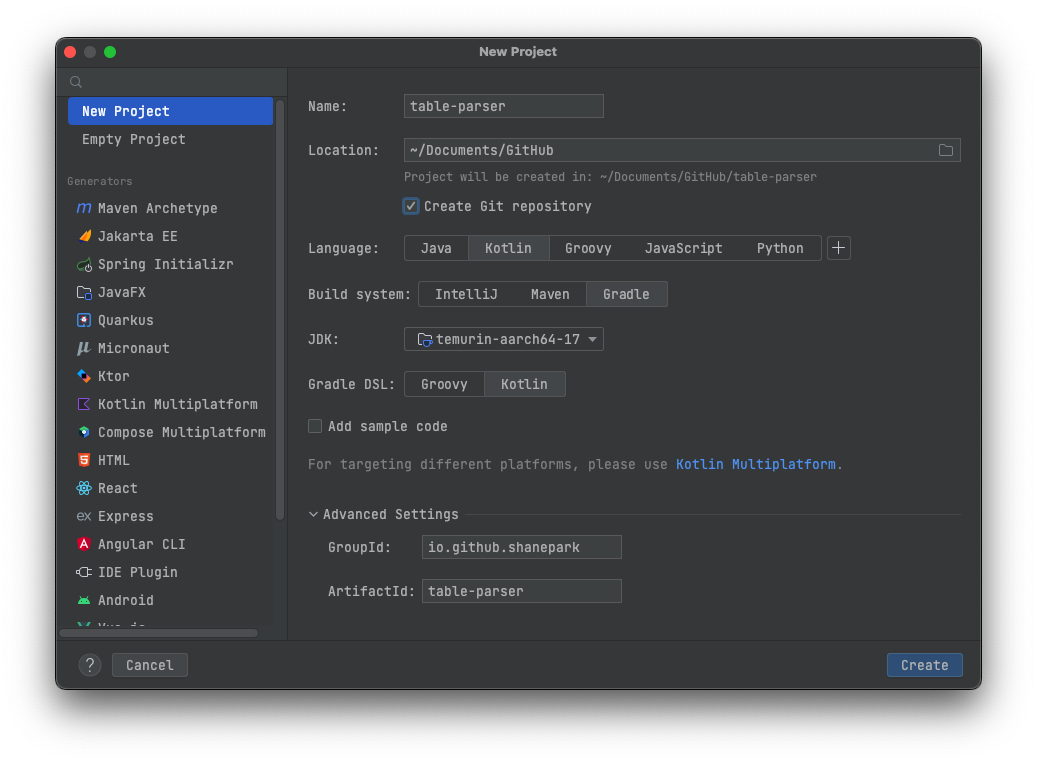 New Project
New Project
Empty Project
Generators
Maven Archetype
Jakarta EE
Spring Initializr
JavaFX
Quarkus
Micronaut
Ktor
Kotlin Multiplatform
Compose Multiplatform
HTML
React
ex Express
Angular CLI
IDE Plugin
Android
Name: table-parser
Location: ~/Documents/GitHub
Project will be created in: ~/Documents/GitHub/table-parser
Create Git repository
Language: Java Kotlin Groovy JavaScript Python
Build system: IntelliJ Maven Gradle
JDK: temurin-aarch64-17
Gradle DSL: Groovy Kotlin
Add sample code
For targeting different platforms, please use Kotlin Multiplatform.
Advanced Settings
GroupId: io.github.shanepark
ArtifactId: table-parser
? Cancel Create